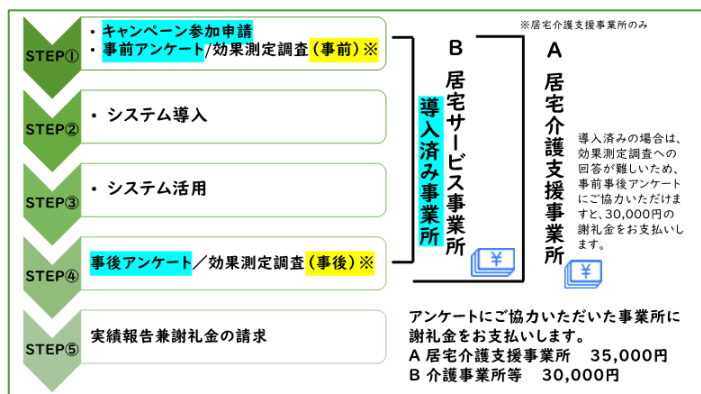 ※居宅介護支援事業所のみ
STEP①
・ キャンペーン参加申請
・ 事前アンケート/効果測定調査(事前)※
STEP②
・ システム導入
STEP③
・ システム活用
STEP④
事後アンケート／効果測定調査(事後)※
STEP⑤
実績報告兼謝礼金の請求
導入済み事業所
B 居宅サービス事業所
¥
A 居宅介護支援事業所
¥
導入済みの場合は、
効果測定調査への
回答が難しいため、
事前事後アンケート
にご協力いただけ
ますと、30,000円の
謝礼金をお支払いし
ます。
アンケートにご協力いただいた事業所に
謝礼金をお支払いします。
A 居宅介護支援事業所　35,000円
B 介護事業所等　30,000円